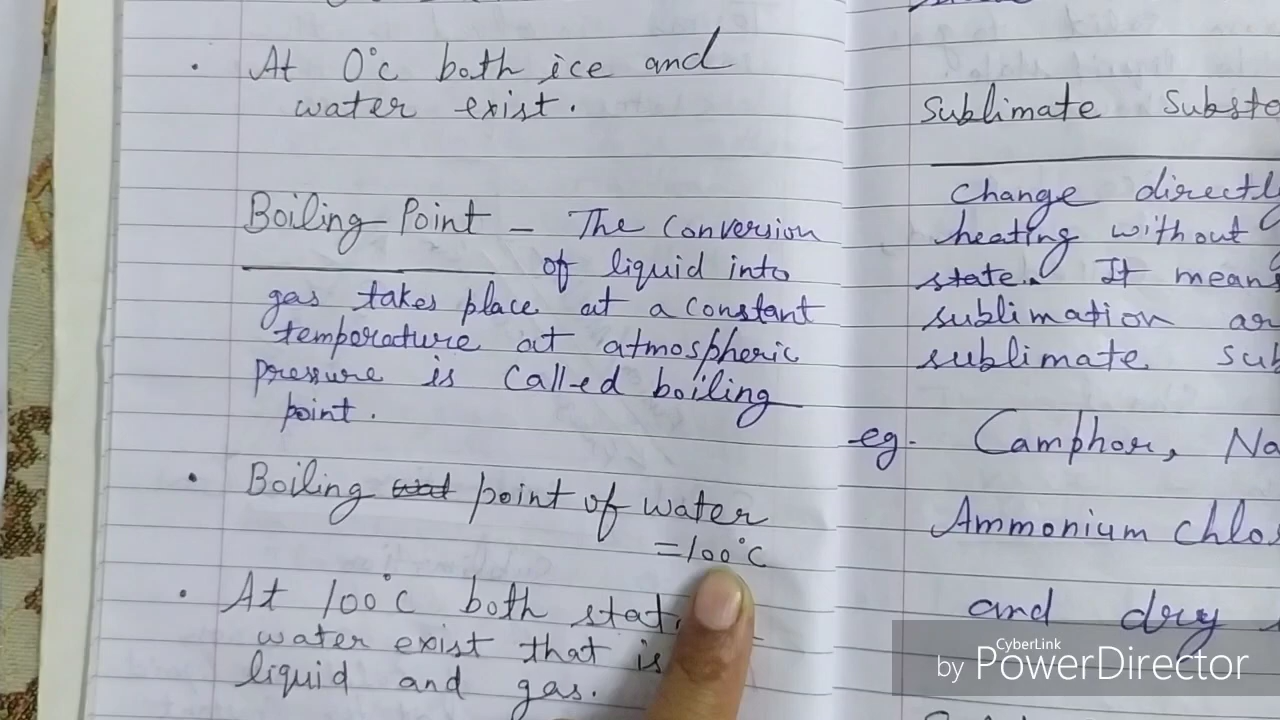 • At 0°c both ice and
water exist.
Boiling Point – The Conversion
of liquid into
gas takes place at a constant
temperature at atmospheric
pressure is called boiling
point.
• Boiling point of water
= 100°C
• At 100°c both
water exist that is
liquid and gas.
Sublimate
change
heating without
state. It
sublimation
sublimate
eg. Camphor,
Ammonium
and dry
CyberLink
by PowerDirector